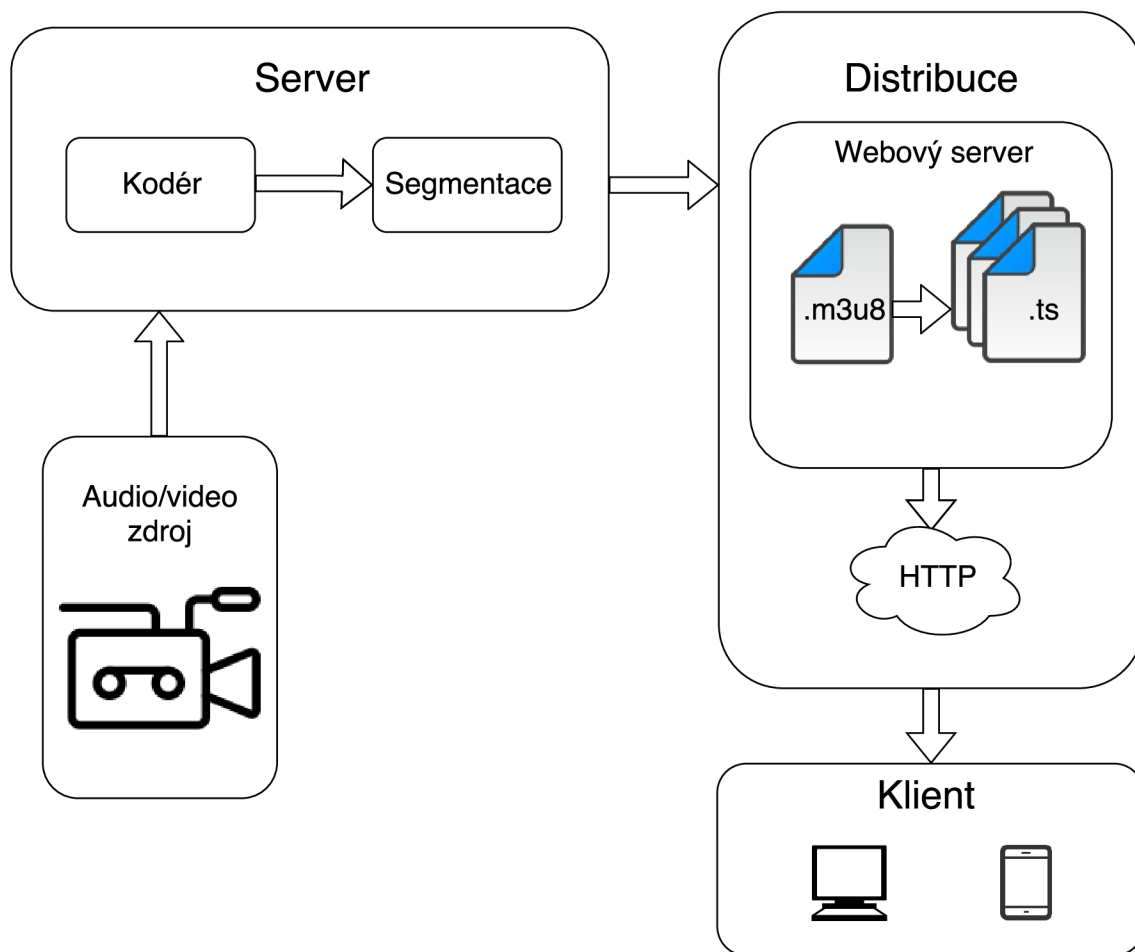 Server
Kodér
Segmentace
Audio/video
zdroj
Distribuce
Webový server
.m3u8
.ts
HTTP
Klient